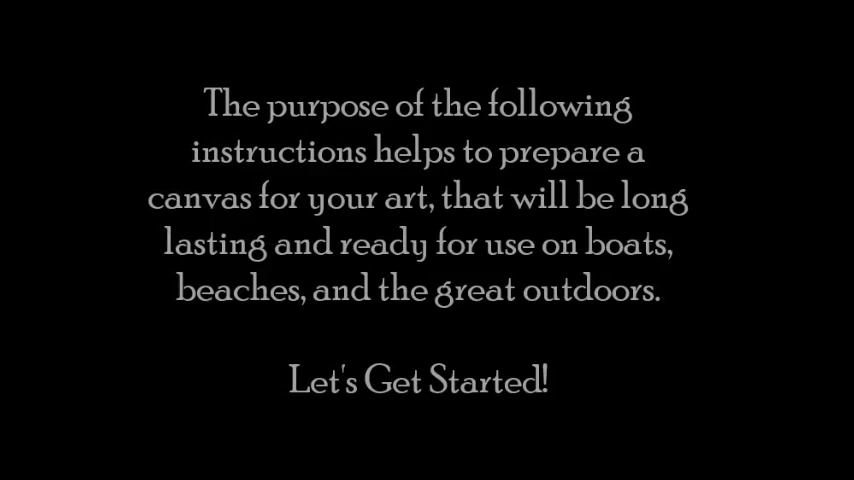 The purpose of the following
instructions helps to prepare a
canvas for your art, that will be long
lasting and ready for use on boats,
beaches, and the great outdoors.
Let's Get Started!